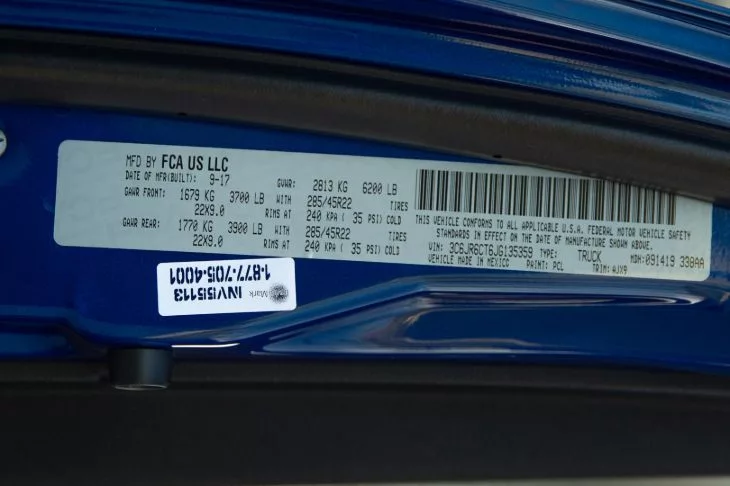 MFD BY FCA US LLC
DATE OF MFR(BUILT): 9-17 GVWR: 2813 KG 6200 LB
GAWR FRONT: 1679 KG 3700 LB WITH 285/45R22 TIRES
22X9.0 RIMS AT 240 KPA ( 35 PSI) COLD
GAWR REAR: 1770 KG 3900 LB WITH 285/45R22 TIRES
22X9.0 RIMS AT 240 KPA ( 35 PSI) COLD
THIS VEHICLE CONFORMS TO ALL APPLICABLE U.S.A. FEDERAL MOTOR VEHICLE SAFETY
STANDARDS IN EFFECT ON THE DATE OF MANUFACTURE SHOWN ABOVE.
VIN: 3C6JR6CT6JG135359 TYPE: TRUCK MDH: 091419 338AA
VEHICLE MADE IN MEXICO PAINT: PCL TRIM: AJX9
Mark INV5I5113
1-877-705-4001